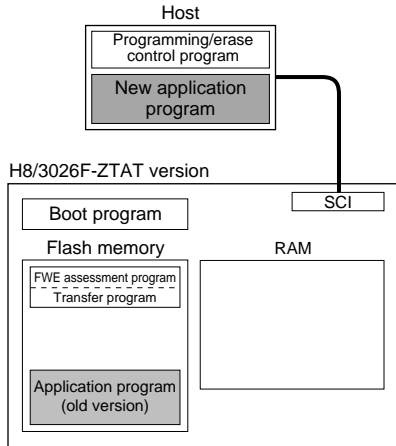 Host
Programming/erase
control program
New application
program
H8/3026F-ZTAT version
SCI
Boot program
Flash memory
RAM
FWE assessment program
Transfer program
Application program
(old version)